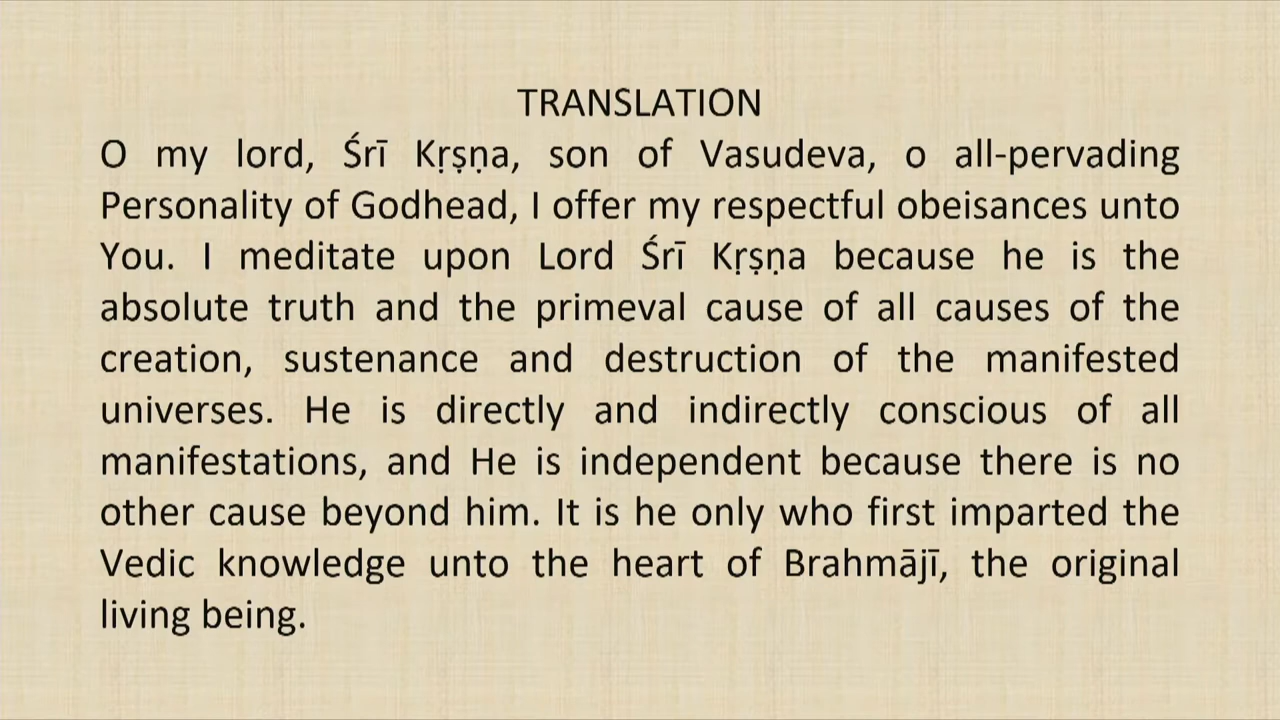 TRANSLATION
O my lord, Śrī Kṛṣṇa, son of Vasudeva, o all-pervading
Personality of Godhead, I offer my respectful obeisances unto
You. I meditate upon Lord Śrī Kṛṣṇa because he is the
absolute truth and the primeval cause of all causes of the
creation, sustenance and destruction of the manifested
universes. He is directly and indirectly conscious of all
manifestations, and He is independent because there is no
other cause beyond him. It is he only who first imparted the
Vedic knowledge unto the heart of Brahmājī, the original
living being.